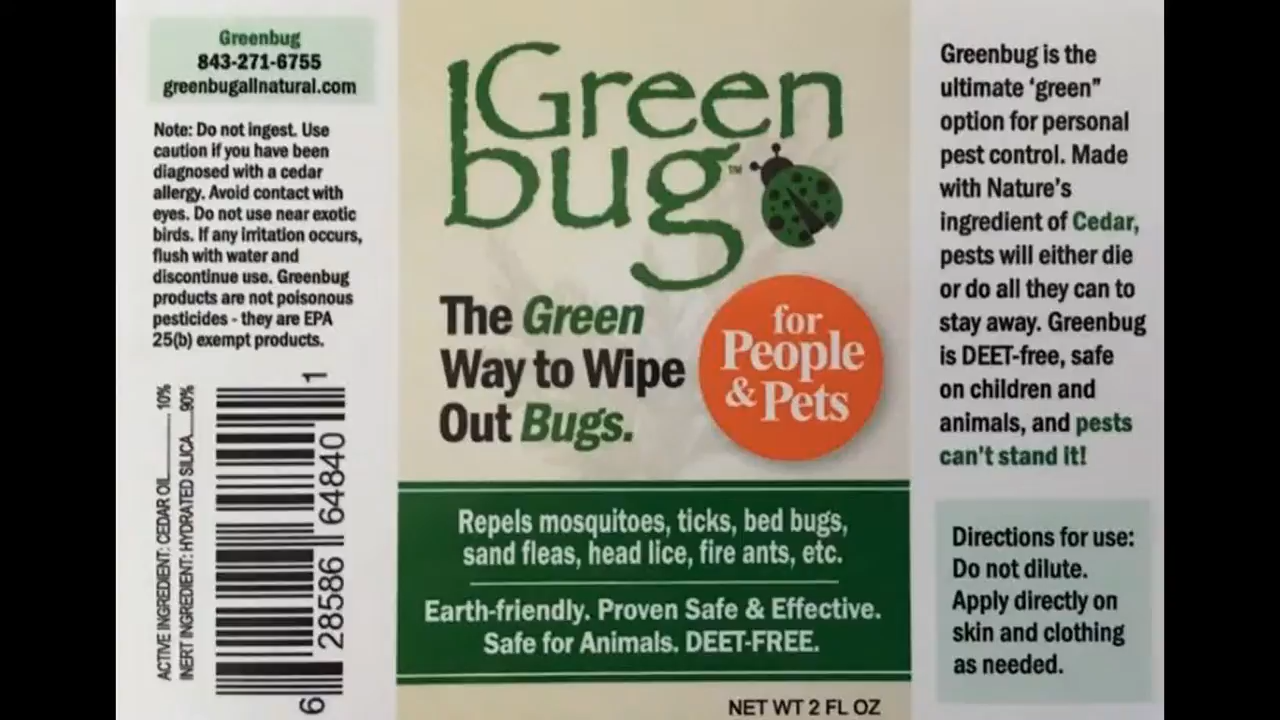 Greenbug
843-271-6755
greenbugallnatural.com
Note: Do not ingest. Use
caution if you have been
diagnosed with a cedar
allergy. Avoid contact with
eyes. Do not use near exotic
birds. If any irritation occurs,
flush with water and
discontinue use. Greenbug
products are not poisonous
pesticides - they are EPA
25(b) exempt products.
ACTIVE INGREDIENT: CEDAR OIL........ 10%
INERT INGREDIENT: HYDRATED SILICA....90%
6 28586 64840 1
Green
bug™
The Green
Way to Wipe
Out Bugs.
for
People
& Pets
Repels mosquitoes, ticks, bed bugs,
sand fleas, head lice, fire ants, etc.
Earth-friendly. Proven Safe & Effective.
Safe for Animals. DEET-FREE.
NET WT 2 FL OZ
Greenbug is the
ultimate ‘green”
option for personal
pest control. Made
with Nature’s
ingredient of Cedar,
pests will either die
or do all they can to
stay away. Greenbug
is DEET-free, safe
on children and
animals, and pests
can’t stand it!
Directions for use:
Do not dilute.
Apply directly on
skin and clothing
as needed.